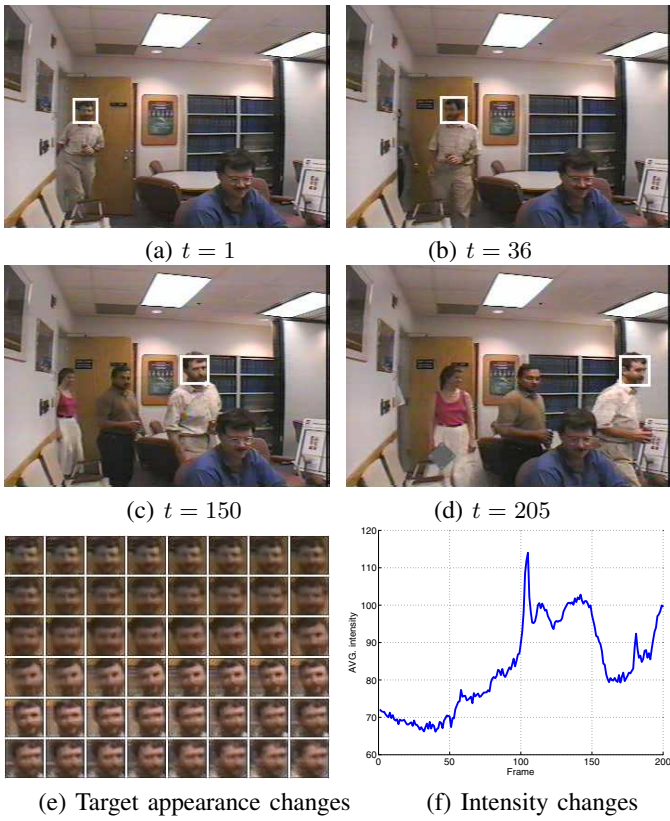 (a) t = 1
(b) t = 36
(c) t = 150
(d) t = 205
(e) Target appearance changes
120
110
100
90
80
70
60
0
50
100
150
200
AVG. intensity
Frame
(f) Intensity changes